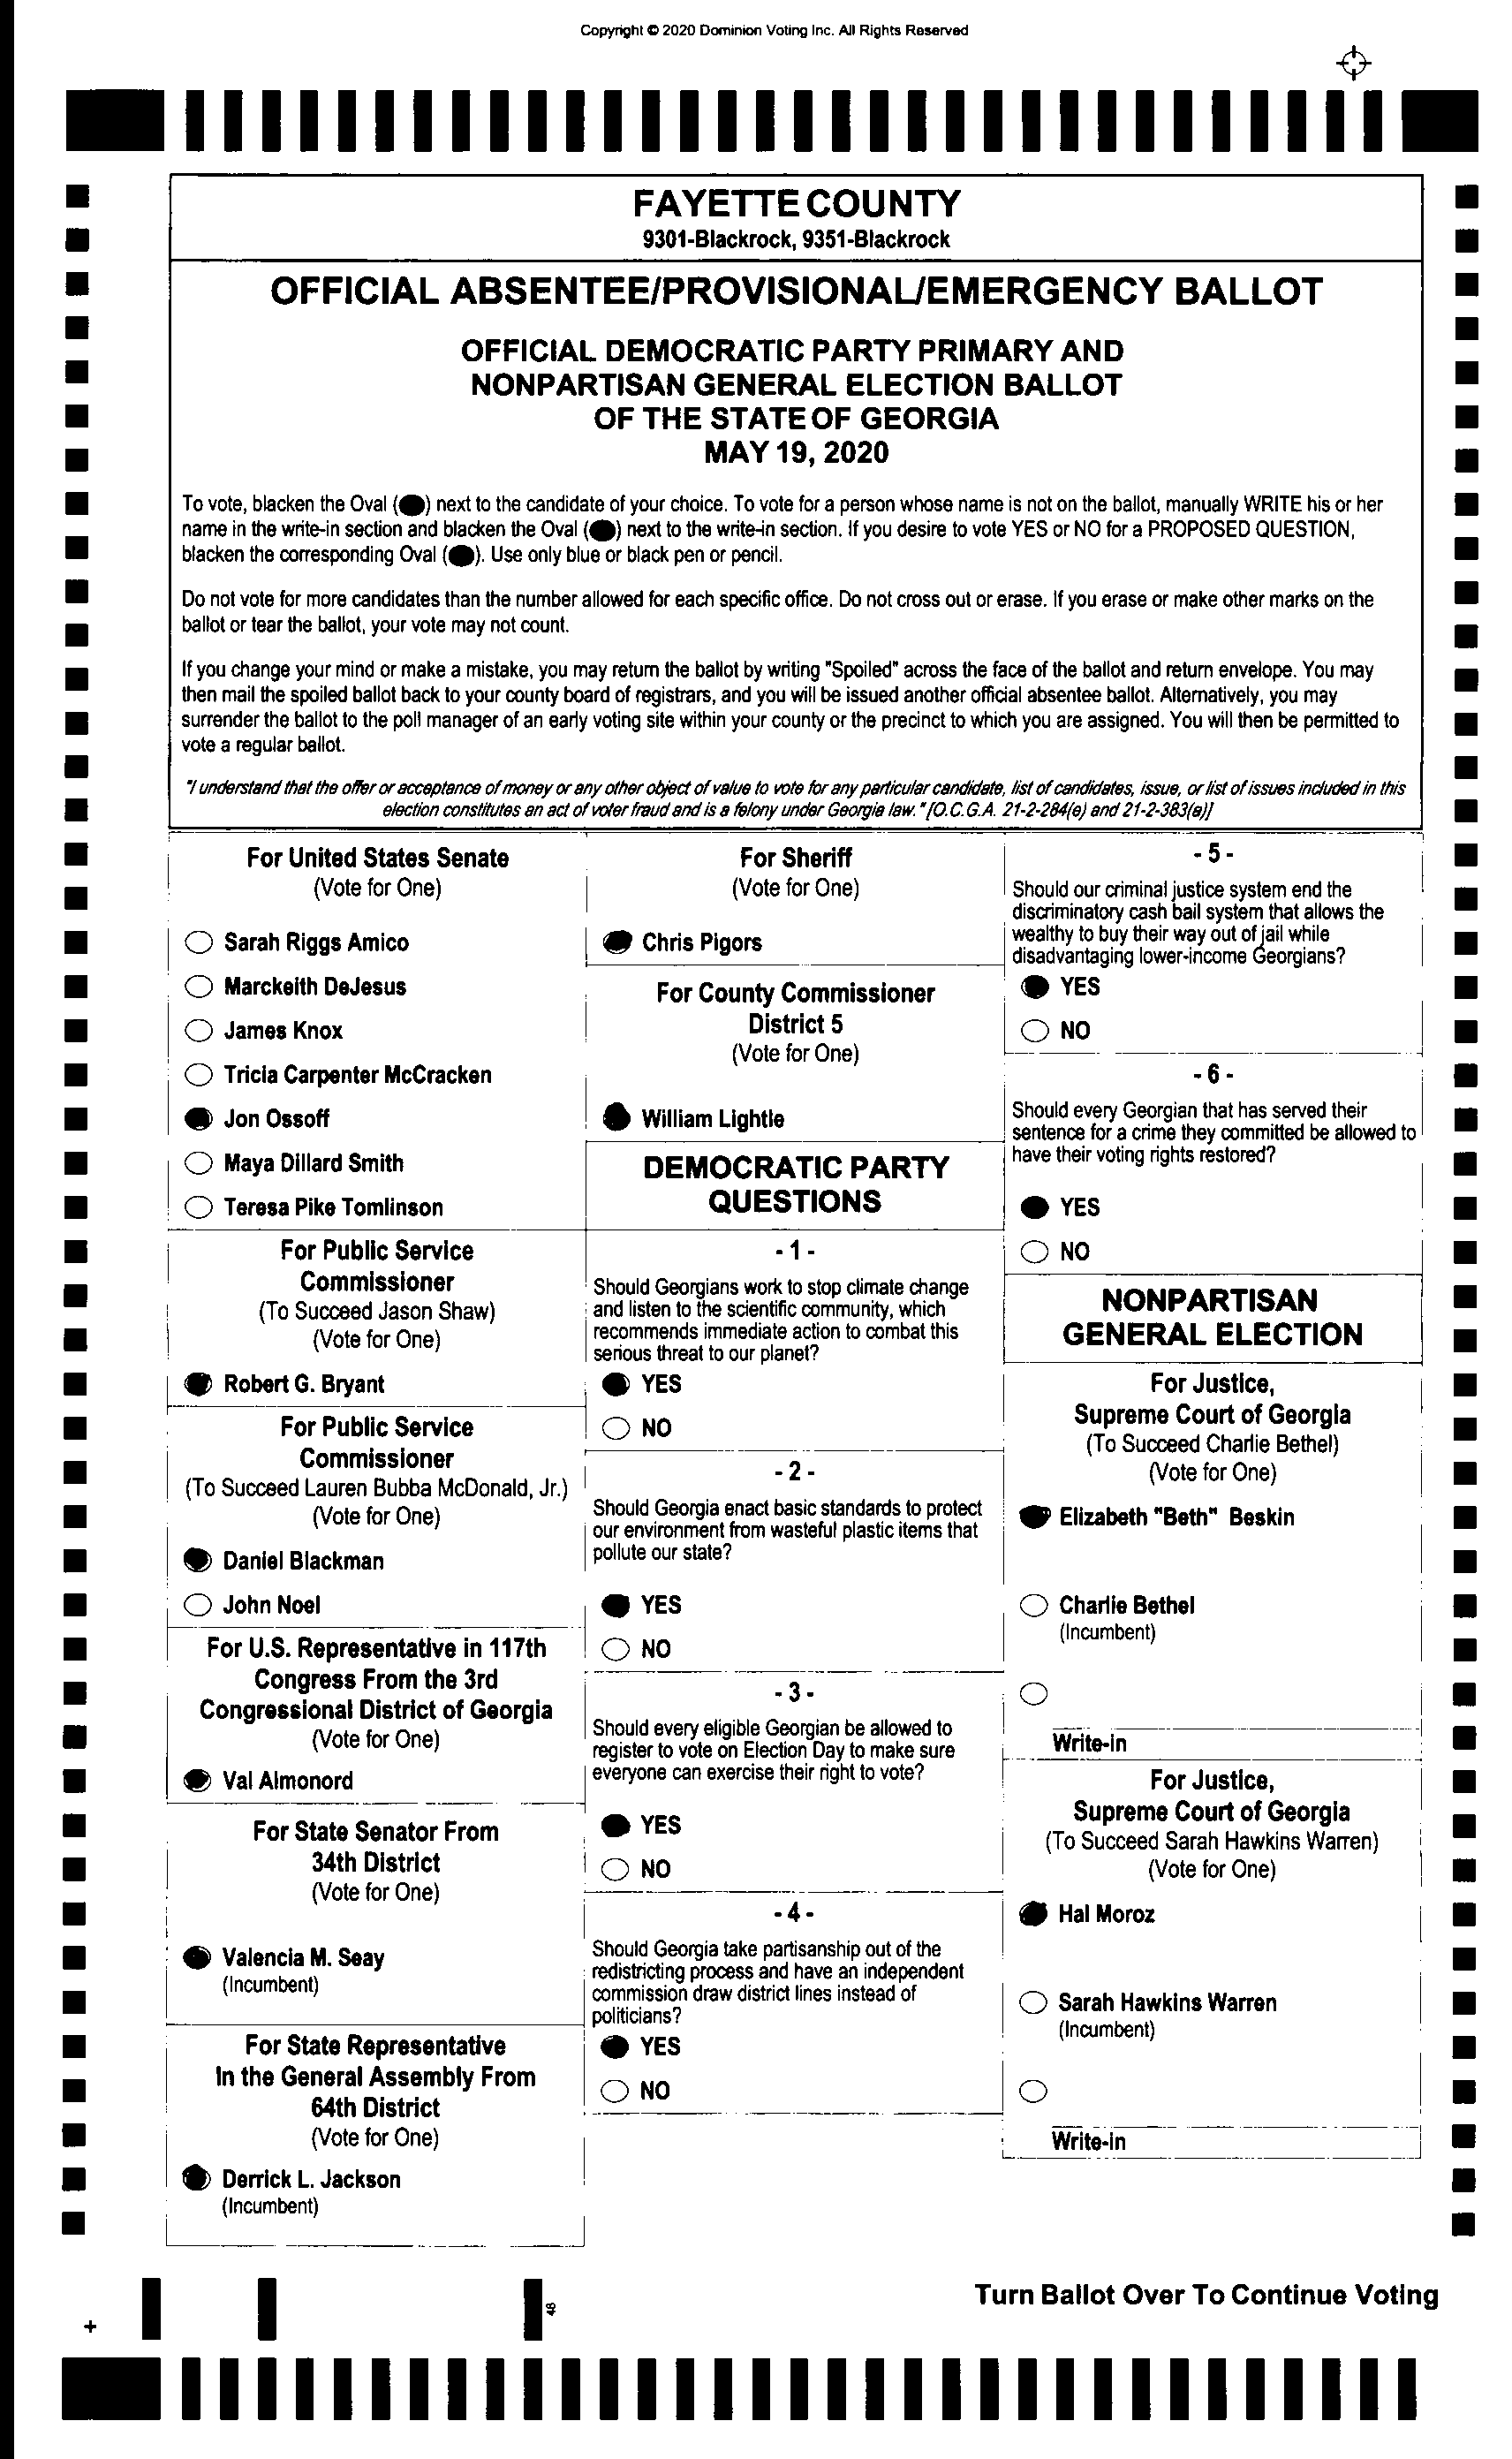 Copyright © 2020 Dominion Voting Inc. All Rights Reserved
FAYETTE COUNTY
9301-Blackrock, 9351-Blackrock
OFFICIAL ABSENTEE/PROVISIONAL/EMERGENCY BALLOT
OFFICIAL DEMOCRATIC PARTY PRIMARY AND
NONPARTISAN GENERAL ELECTION BALLOT
OF THE STATE OF GEORGIA
MAY 19, 2020
To vote, blacken the Oval (⬬) next to the candidate of your choice. To vote for a person whose name is not on the ballot, manually WRITE his or her
name in the write-in section and blacken the Oval (⬬) next to the write-in section. If you desire to vote YES or NO for a PROPOSED QUESTION,
blacken the corresponding Oval (⬬). Use only blue or black pen or pencil.
Do not vote for more candidates than the number allowed for each specific office. Do not cross out or erase. If you erase or make other marks on the
ballot or tear the ballot, your vote may not count.
If you change your mind or make a mistake, you may return the ballot by writing "Spoiled" across the face of the ballot and return envelope. You may
then mail the spoiled ballot back to your county board of registrars, and you will be issued another official absentee ballot. Alternatively, you may
surrender the ballot to the poll manager of an early voting site within your county or the precinct to which you are assigned. You will then be permitted to
vote a regular ballot.
"I understand that the offer or acceptance of money or any other object of value to vote for any particular candidate, list of candidates, issue, or list of issues included in this
election constitutes an act of voter fraud and is a felony under Georgia law." [O.C.G.A. 21-2-284(e) and 21-2-383(a)]
For United States Senate
(Vote for One)
Sarah Riggs Amico
Marckeith DeJesus
James Knox
Tricia Carpenter McCracken
Jon Ossoff
Maya Dillard Smith
Teresa Pike Tomlinson
For Public Service
Commissioner
(To Succeed Jason Shaw)
(Vote for One)
Robert G. Bryant
For Public Service
Commissioner
(To Succeed Lauren Bubba McDonald, Jr.)
(Vote for One)
Daniel Blackman
John Noel
For U.S. Representative in 117th
Congress From the 3rd
Congressional District of Georgia
(Vote for One)
Val Almonord
For State Senator From
34th District
(Vote for One)
Valencia M. Seay
(Incumbent)
For State Representative
In the General Assembly From
64th District
(Vote for One)
Derrick L. Jackson
(Incumbent)
For Sheriff
(Vote for One)
Chris Pigors
For County Commissioner
District 5
(Vote for One)
William Lightle
DEMOCRATIC PARTY
QUESTIONS
- 1 -
Should Georgians work to stop climate change
and listen to the scientific community, which
recommends immediate action to combat this
serious threat to our planet?
YES
NO
- 2 -
Should Georgia enact basic standards to protect
our environment from wasteful plastic items that
pollute our state?
YES
NO
- 3 -
Should every eligible Georgian be allowed to
register to vote on Election Day to make sure
everyone can exercise their right to vote?
YES
NO
- 4 -
Should Georgia take partisanship out of the
redistricting process and have an independent
commission draw district lines instead of
politicians?
YES
NO
- 5 -
Should our criminal justice system end the
discriminatory cash bail system that allows the
wealthy to buy their way out of jail while
disadvantaging lower-income Georgians?
YES
NO
- 6 -
Should every Georgian that has served their
sentence for a crime they committed be allowed to
have their voting rights restored?
YES
NO
NONPARTISAN
GENERAL ELECTION
For Justice,
Supreme Court of Georgia
(To Succeed Charlie Bethel)
(Vote for One)
Elizabeth "Beth" Beskin
Charlie Bethel
(Incumbent)
Write-in
For Justice,
Supreme Court of Georgia
(To Succeed Sarah Hawkins Warren)
(Vote for One)
Hal Moroz
Sarah Hawkins Warren
(Incumbent)
Write-in
48
Turn Ballot Over To Continue Voting
+